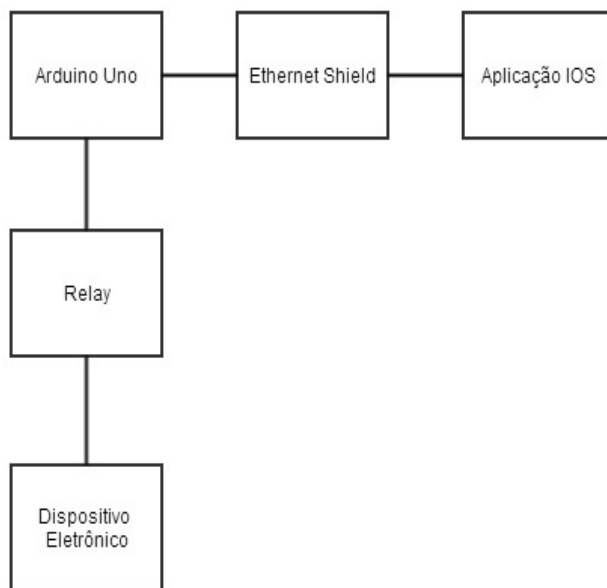 Arduino Uno
Ethernet Shield
Aplicação IOS
Relay
Dispositivo
Eletrônico